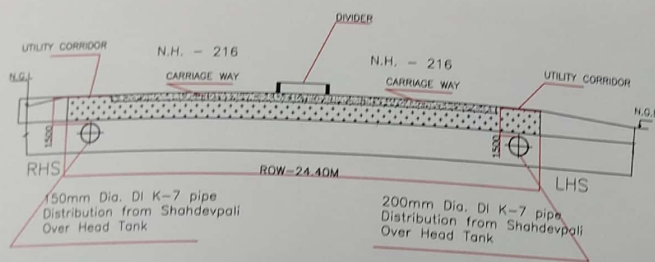 DIVIDER
UTILITY CORRIDOR
N.H. - 216
N.H. - 216
CARRIAGE WAY
CARRIAGE WAY
UTILITY CORRIDOR
N.G.L
N.G.L
1500
1500
RHS
ROW-24.40M
LHS
150mm Dia. DI K-7 pipe
Distribution from Shahdevpali
Over Head Tank
200mm Dia. DI K-7 pipe
Distribution from Shahdevpali
Over Head Tank